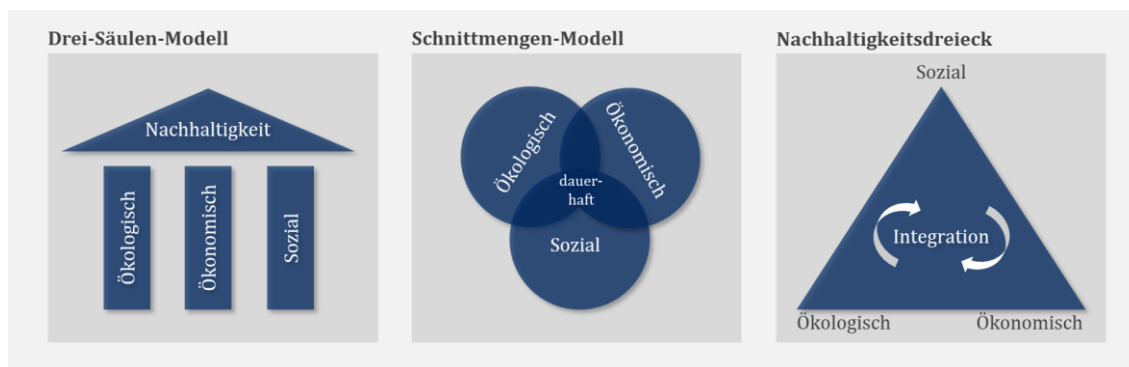 Drei-Säulen-Modell
Nachhaltigkeit
Ökologisch
Ökonomisch
Sozial
Schnittmengen-Modell
Ökologisch
Ökonomisch
dauer-
haft
Sozial
Nachhaltigkeitsdreieck
Sozial
Integration
Ökologisch
Ökonomisch